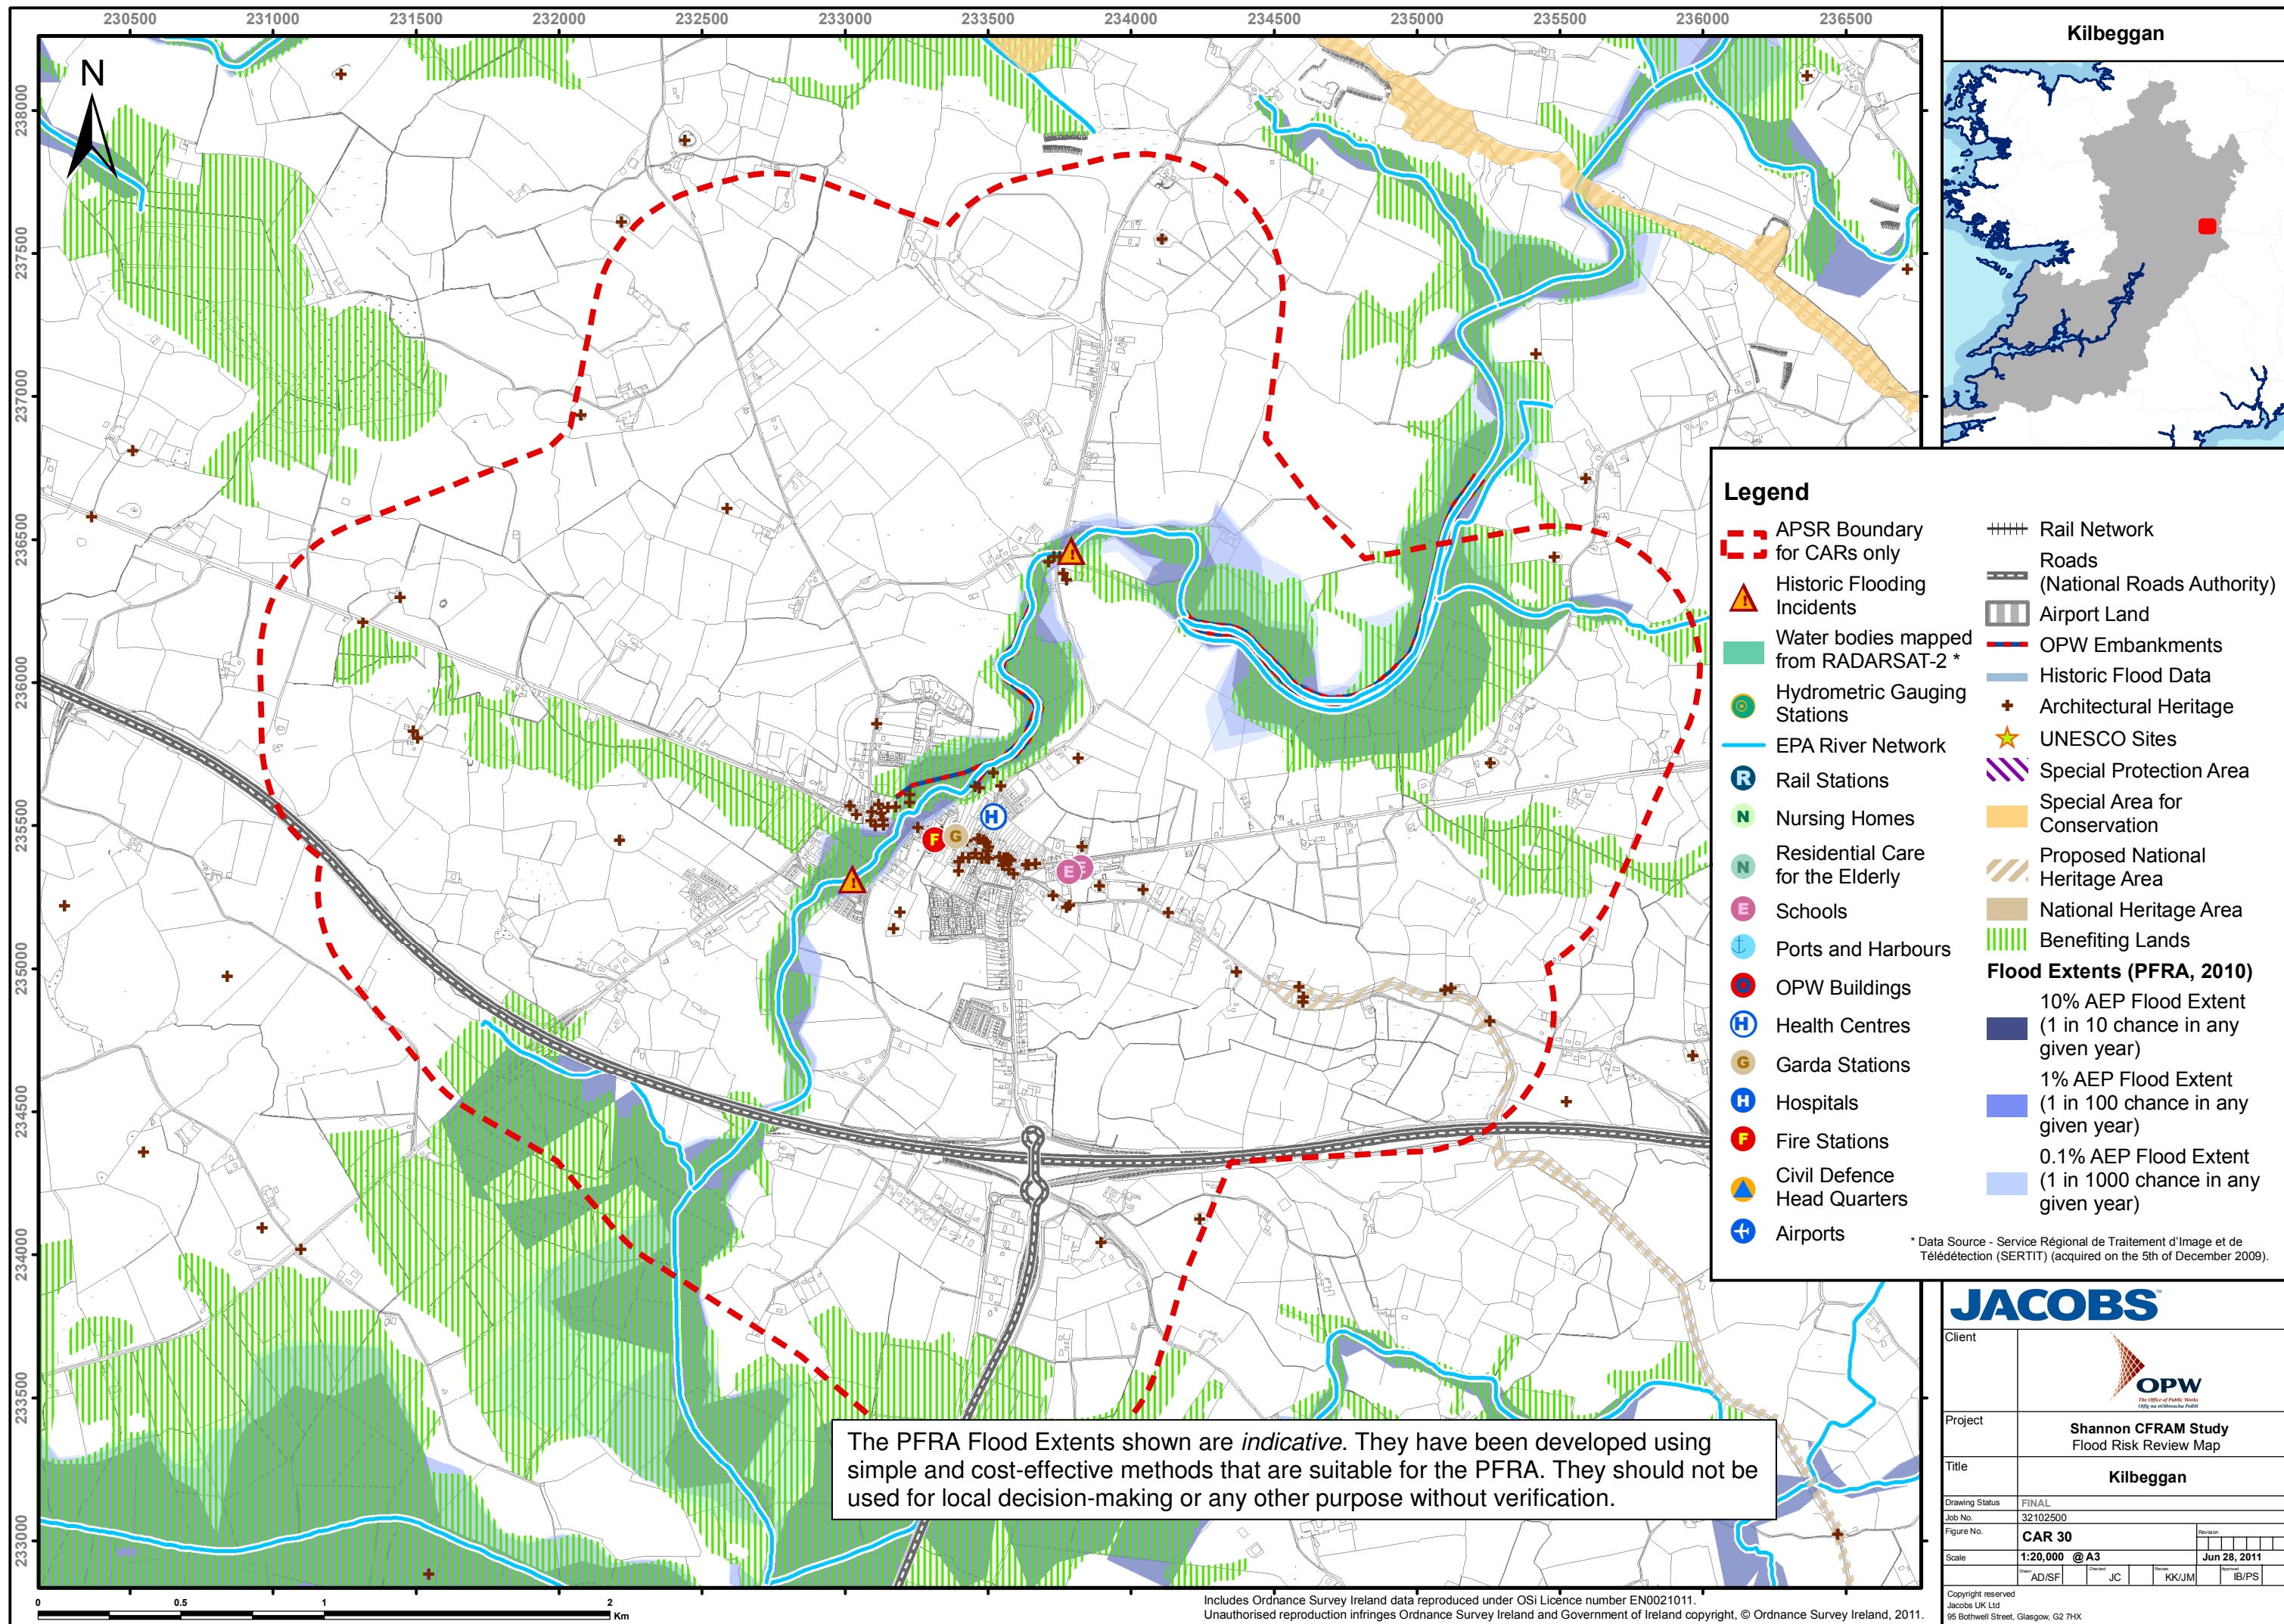 230500 231000 231500 232000 232500 233000 233500 234000 234500 235000 235500 236000 236500
238000
237500
237000
236500
236000
235500
235000
234500
234000
233500
233000
N
F
G
H
E
E
Kilbeggan
Legend
APSR Boundary
for CARs only
Historic Flooding
Incidents
Water bodies mapped
from RADARSAT-2 *
Hydrometric Gauging
Stations
EPA River Network
R Rail Stations
N Nursing Homes
N Residential Care
for the Elderly
E Schools
Ports and Harbours
OPW Buildings
H Health Centres
G Garda Stations
H Hospitals
F Fire Stations
Civil Defence
Head Quarters
Airports
Rail Network
Roads
(National Roads Authority)
Airport Land
OPW Embankments
Historic Flood Data
Architectural Heritage
UNESCO Sites
Special Protection Area
Special Area for
Conservation
Proposed National
Heritage Area
National Heritage Area
Benefiting Lands
Flood Extents (PFRA, 2010)
10% AEP Flood Extent
(1 in 10 chance in any
given year)
1% AEP Flood Extent
(1 in 100 chance in any
given year)
0.1% AEP Flood Extent
(1 in 1000 chance in any
given year)
* Data Source - Service Régional de Traitement d'Image et de
Télédétection (SERTIT) (acquired on the 5th of December 2009).
The PFRA Flood Extents shown are indicative. They have been developed using
simple and cost-effective methods that are suitable for the PFRA. They should not be
used for local decision-making or any other purpose without verification.
JACOBS
Client
OPW
The Office of Public Works
Oifig na nOibreacha Poiblí
Project
Shannon CFRAM Study
Flood Risk Review Map
Title
Kilbeggan
Drawing Status FINAL
Job No. 32102500
Figure No. CAR 30 Revision
Scale 1:20,000 @ A3 Jun 28, 2011
Drawn AD/SF Checked JC Review KK/JM Approved IB/PS
Copyright reserved
Jacobs UK Ltd
95 Bothwell Street, Glasgow, G2 7HX
0 0.5 1 2
Km
Includes Ordnance Survey Ireland data reproduced under OSi Licence number EN0021011.
Unauthorised reproduction infringes Ordnance Survey Ireland and Government of Ireland copyright, © Ordnance Survey Ireland, 2011.